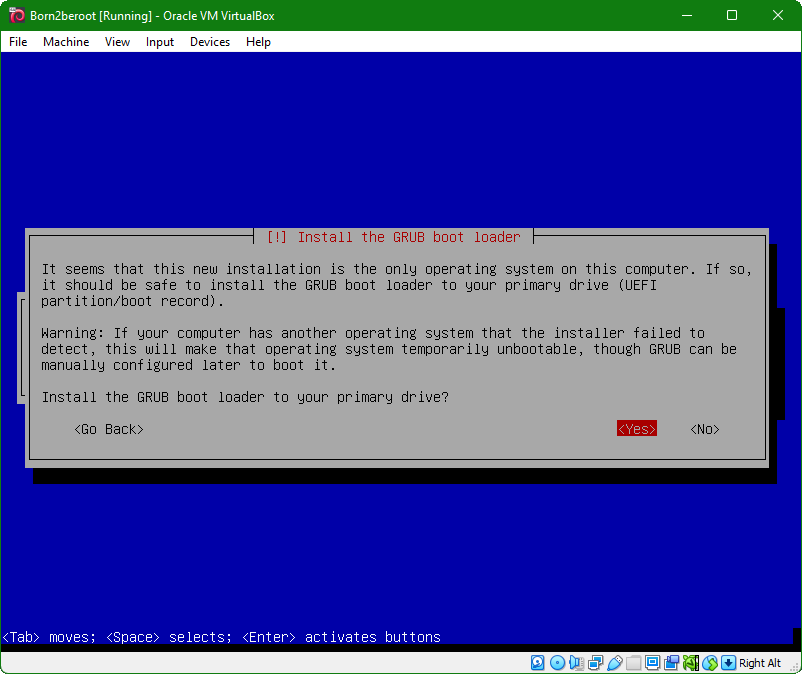 Born2beroot [Running] - Oracle VM VirtualBox
File Machine View Input Devices Help
[!] Install the GRUB boot loader
It seems that this new installation is the only operating system on this computer. If so,
it should be safe to install the GRUB boot loader to your primary drive (UEFI
partition/boot record).
Warning: If your computer has another operating system that the installer failed to
detect, this will make that operating system temporarily unbootable, though GRUB can be
manually configured later to boot it.
Install the GRUB boot loader to your primary drive?
<Go Back> <Yes> <No>
<Tab> moves; <Space> selects; <Enter> activates buttons
Right Alt